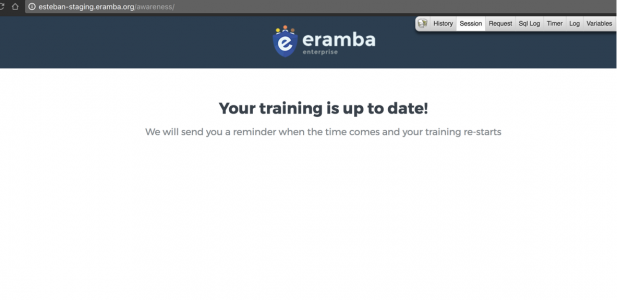 esteban-staging.eramba.org/awareness/
History Session Request Sql Log Timer Log Variables
eramba
enterprise
Your training is up to date!
We will send you a reminder when the time comes and your training re-starts